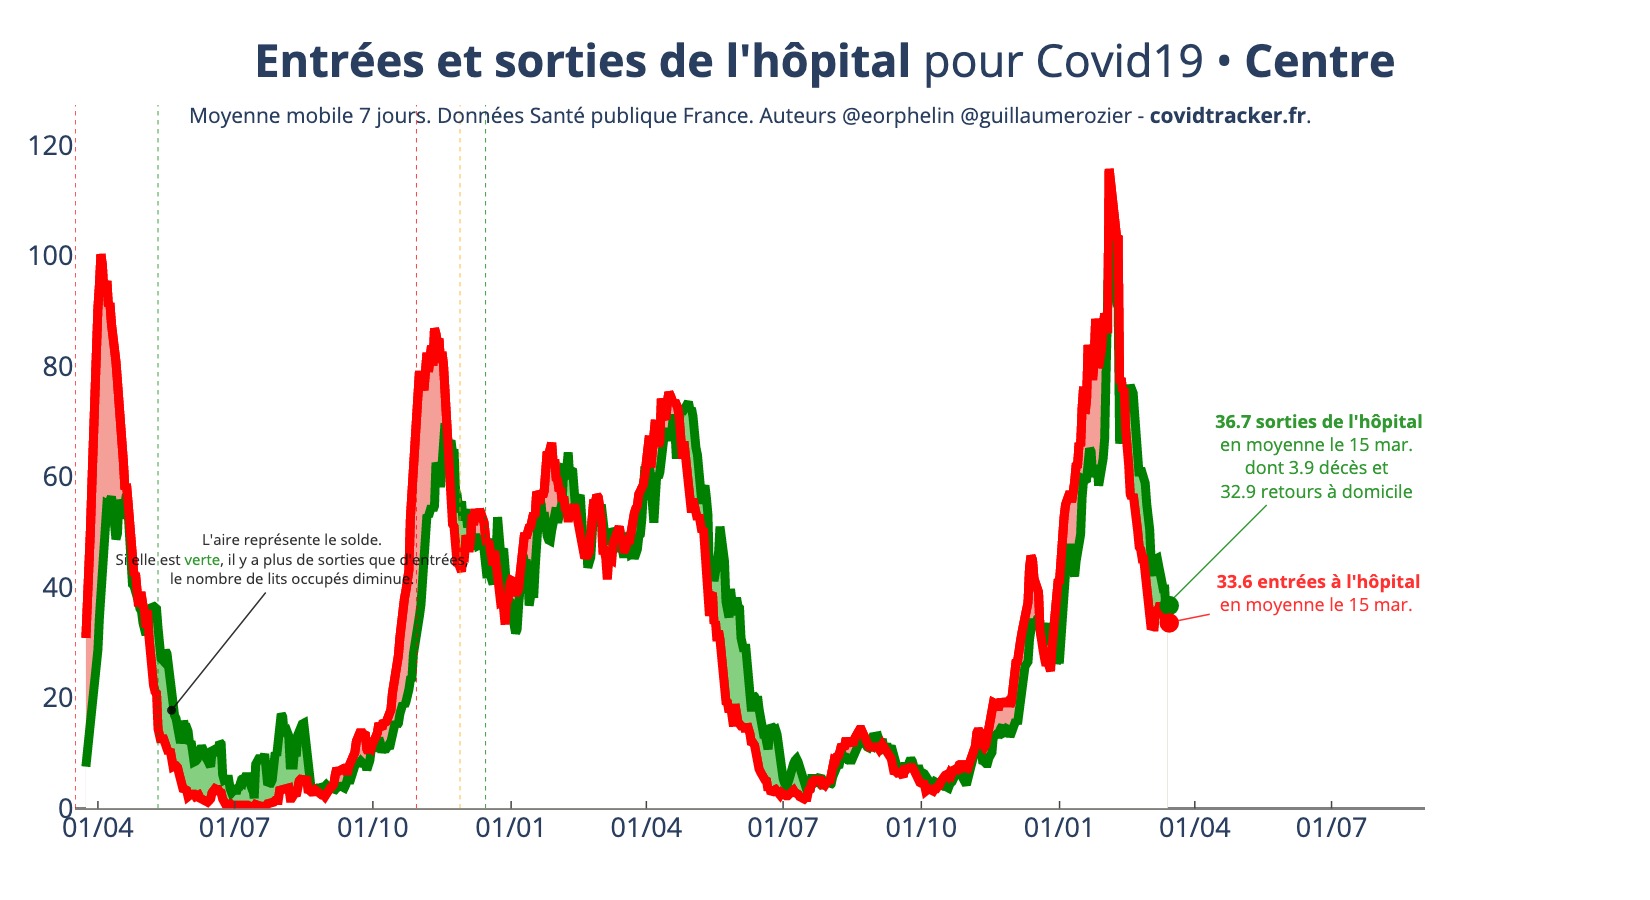 Entrées et sorties de l'hôpital pour Covid19 • Centre
Moyenne mobile 7 jours. Données Santé publique France. Auteurs @eorphelin @guillaumerozier - covidtracker.fr.
120
100
80
60
40
20
0
L'aire représente le solde.
Si elle est verte, il y a plus de sorties que d'entrées,
le nombre de lits occupés diminue.
36.7 sorties de l'hôpital
en moyenne le 15 mar.
dont 3.9 décès et
32.9 retours à domicile
33.6 entrées à l'hôpital
en moyenne le 15 mar.
01/04 01/07 01/10 01/01 01/04 01/07 01/10 01/01 01/04 01/07